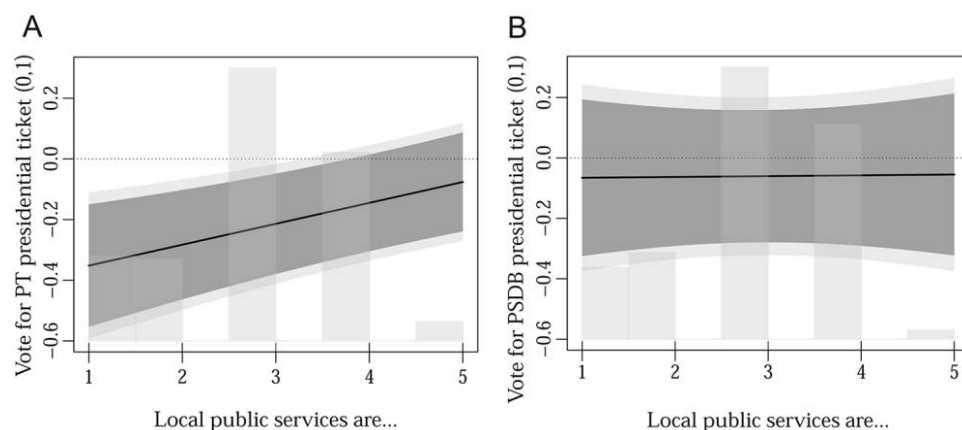 A
Vote for PT presidential ticket (0,1)
0.2
0.0
−0.2
−0.4
−0.6
1 2 3 4 5
Local public services are...
B
Vote for PSDB presidential ticket (0,1)
0.2
0.0
−0.2
−0.4
−0.6
1 2 3 4 5
Local public services are...